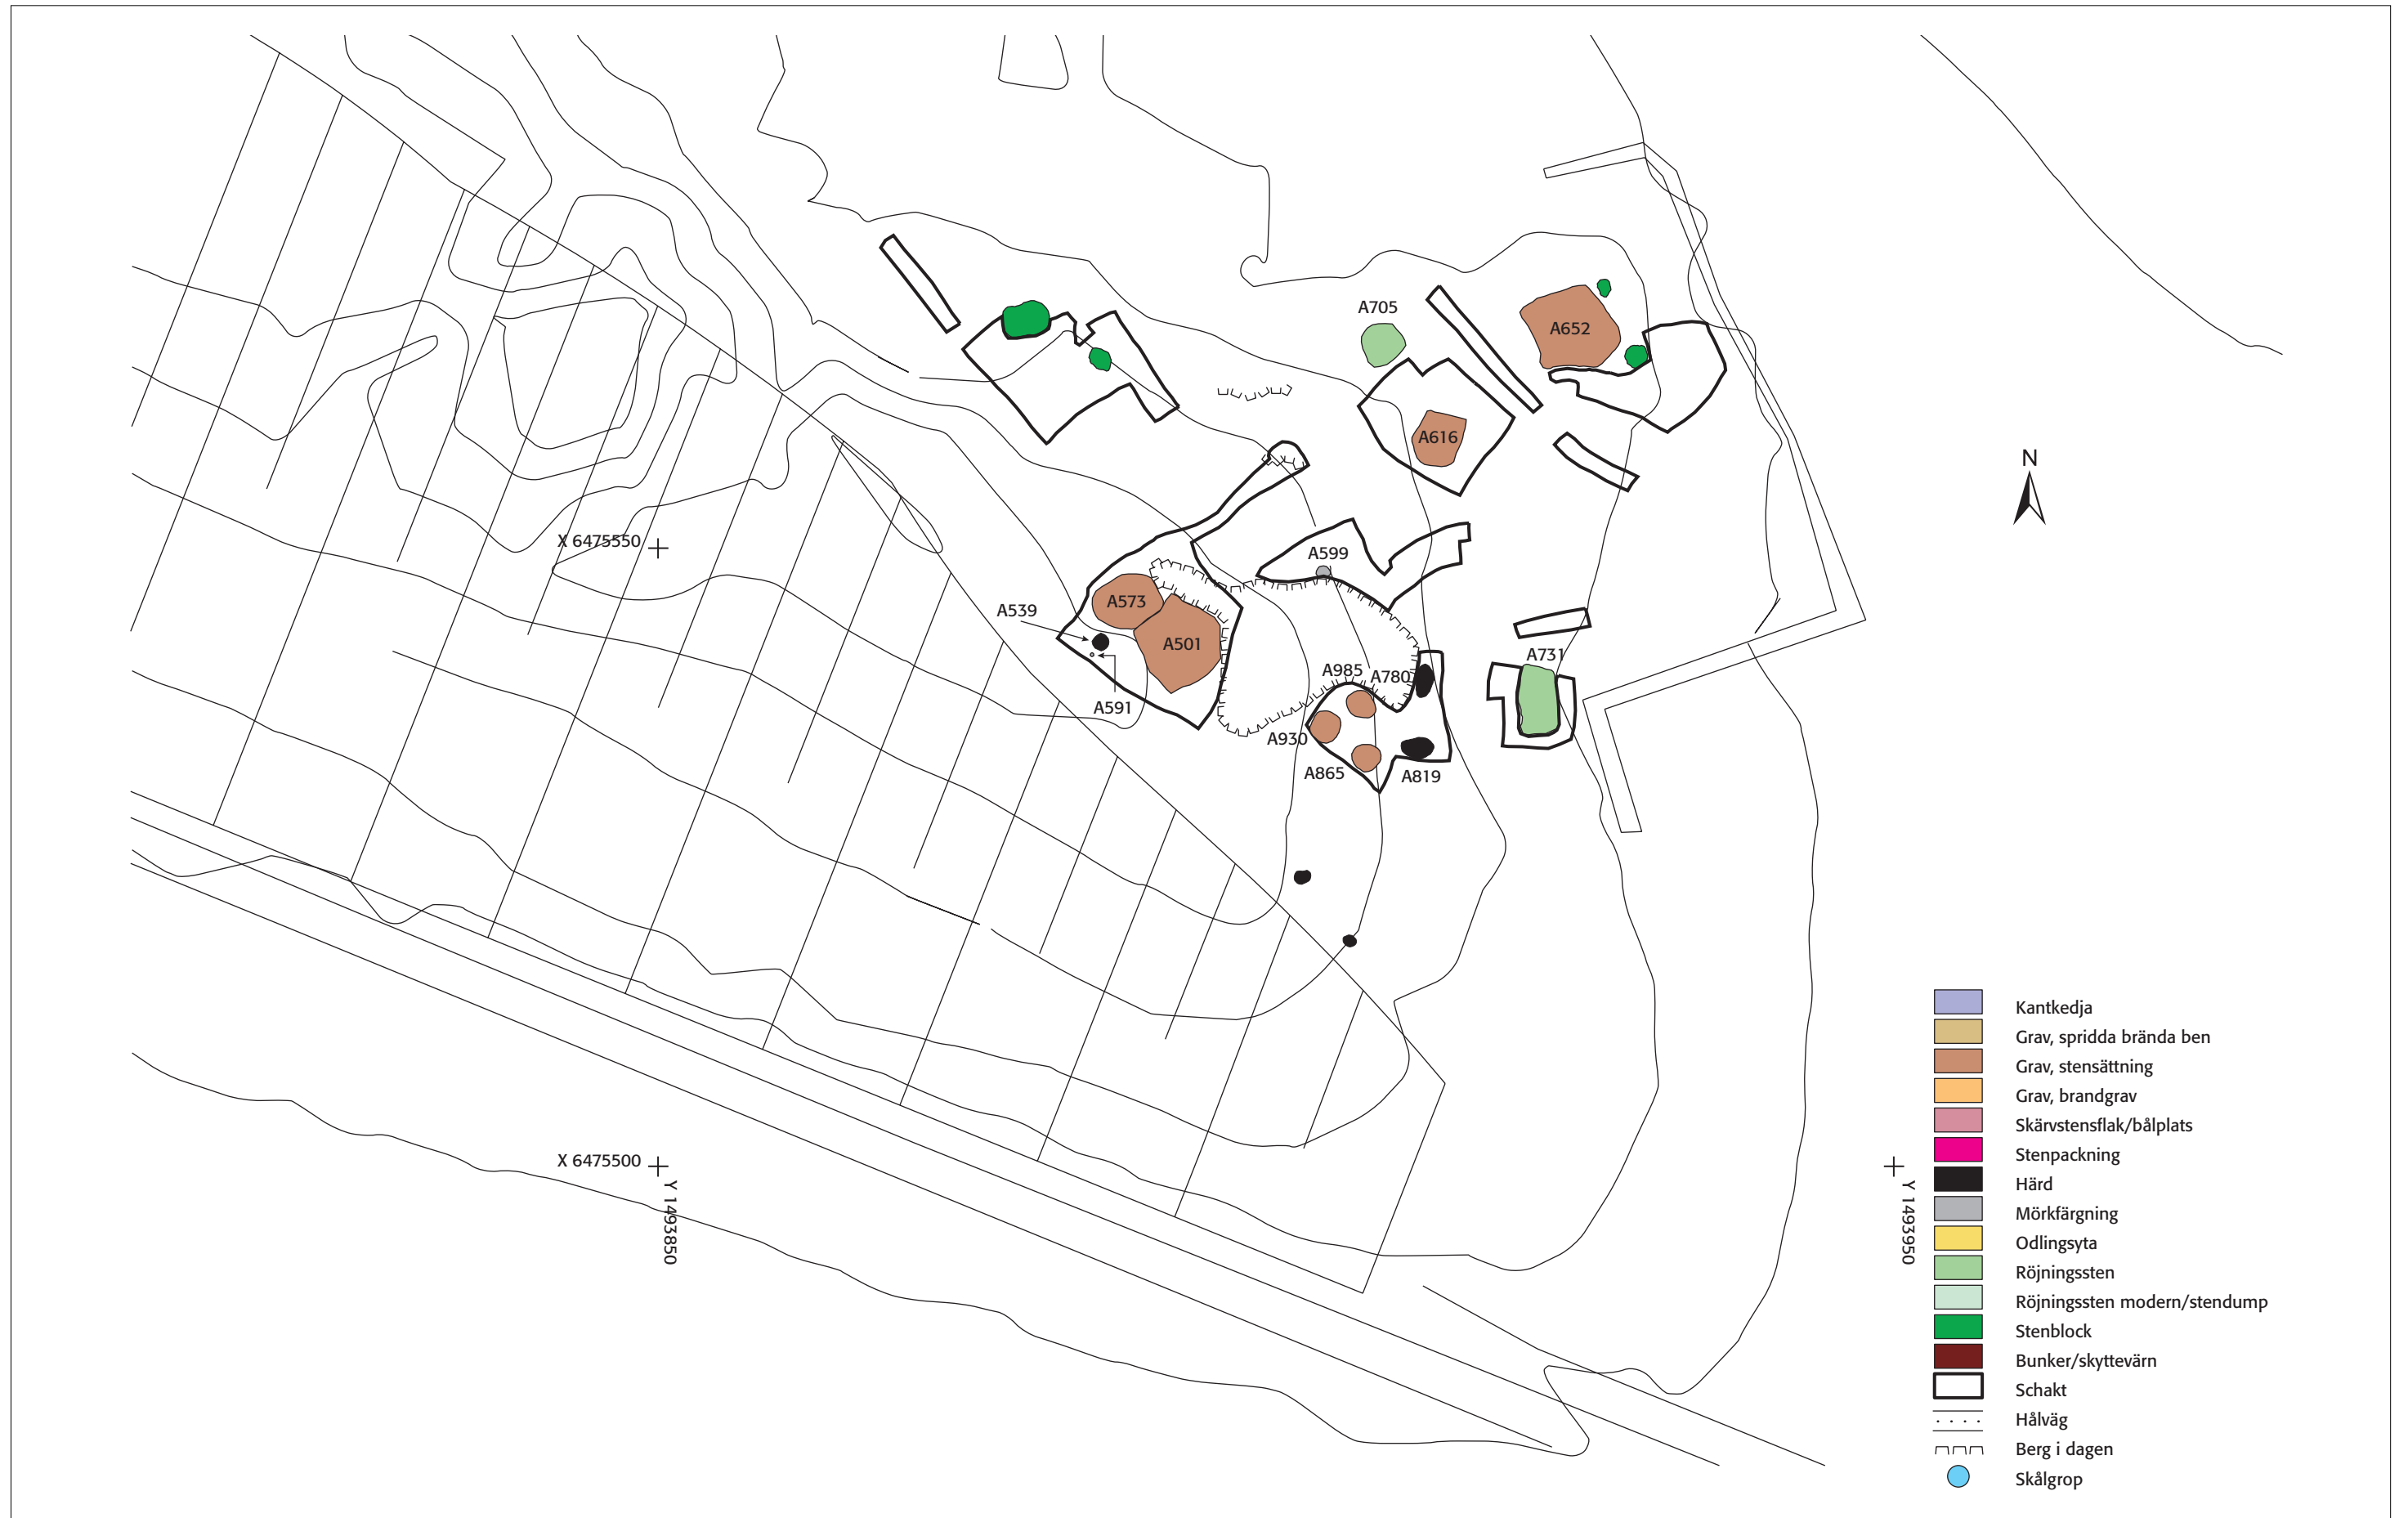 A705
A652
A616
N
X 6475550
A599
A573
A539
A501
A731
A985
A780
A591
A930
A865
A819
X 6475500
Y 1493850
Y 1493950
Kantkedja
Grav, spridda brända ben
Grav, stensättning
Grav, brandgrav
Skärvstensflak/bålplats
Stenpackning
Härd
Mörkfärgning
Odlingsyta
Röjningssten
Röjningssten modern/stendump
Stenblock
Bunker/skyttevärn
Schakt
Hålväg
Berg i dagen
Skålgrop